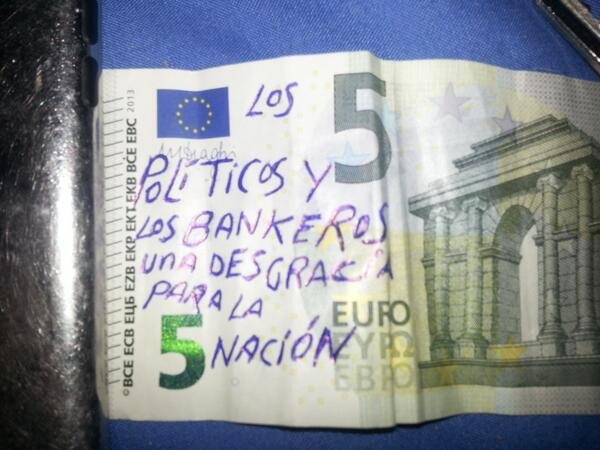 ©BCE ECB ЕЦБ EZB EKP EKT EKB BĊE EBC 2013
LOS
5
POLÍTICOS Y
LOS BANKEROS
UNA DESGRACIA
PARA LA
5 NACIÓN
EURO
ΕΥΡΩ
ЕВРО